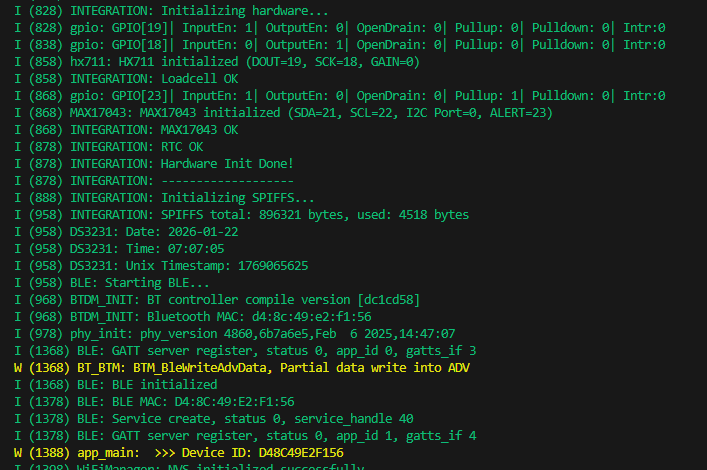 I (828) INTEGRATION: Initializing hardware...
I (828) gpio: GPIO[19]| InputEn: 1| OutputEn: 0| OpenDrain: 0| Pullup: 0| Pulldown: 0| Intr:0
I (838) gpio: GPIO[18]| InputEn: 0| OutputEn: 1| OpenDrain: 0| Pullup: 0| Pulldown: 0| Intr:0
I (858) hx711: HX711 initialized (DOUT=19, SCK=18, GAIN=0)
I (858) INTEGRATION: Loadcell OK
I (868) gpio: GPIO[23]| InputEn: 1| OutputEn: 0| OpenDrain: 0| Pullup: 1| Pulldown: 0| Intr:0
I (868) MAX17043: MAX17043 initialized (SDA=21, SCL=22, I2C Port=0, ALERT=23)
I (868) INTEGRATION: MAX17043 OK
I (878) INTEGRATION: RTC OK
I (878) INTEGRATION: Hardware Init Done!
I (878) INTEGRATION: -------------------
I (888) INTEGRATION: Initializing SPIFFS...
I (958) INTEGRATION: SPIFFS total: 896321 bytes, used: 4518 bytes
I (958) DS3231: Date: 2026-01-22
I (958) DS3231: Time: 07:07:05
I (958) DS3231: Unix Timestamp: 1769065625
I (958) BLE: Starting BLE...
I (968) BTDM_INIT: BT controller compile version [dc1cd58]
I (968) BTDM_INIT: Bluetooth MAC: d4:8c:49:e2:f1:56
I (978) phy_init: phy_version 4860,6b7a6e5,Feb  6 2025,14:47:07
I (1368) BLE: GATT server register, status 0, app_id 0, gatts_if 3
W (1368) BT_BTM: BTM_BleWriteAdvData, Partial data write into ADV
I (1368) BLE: BLE initialized
I (1378) BLE: BLE MAC: D4:8C:49:E2:F1:56
I (1378) BLE: Service create, status 0, service_handle 40
I (1378) BLE: GATT server register, status 0, app_id 1, gatts_if 4
W (1388) app_main:  >>> Device ID: D48C49E2F156
I (1398) WiFiManager: NVS initialized successfully